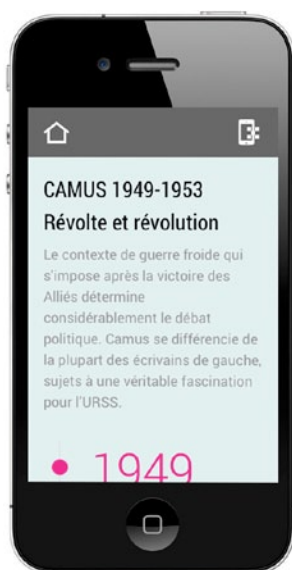 CAMUS 1949-1953
Révolte et révolution
Le contexte de guerre froide qui
s'impose après la victoire des
Alliés détermine
considérablement le débat
politique. Camus se différencie de
la plupart des écrivains de gauche,
sujets à une véritable fascination
pour l'URSS.
1949